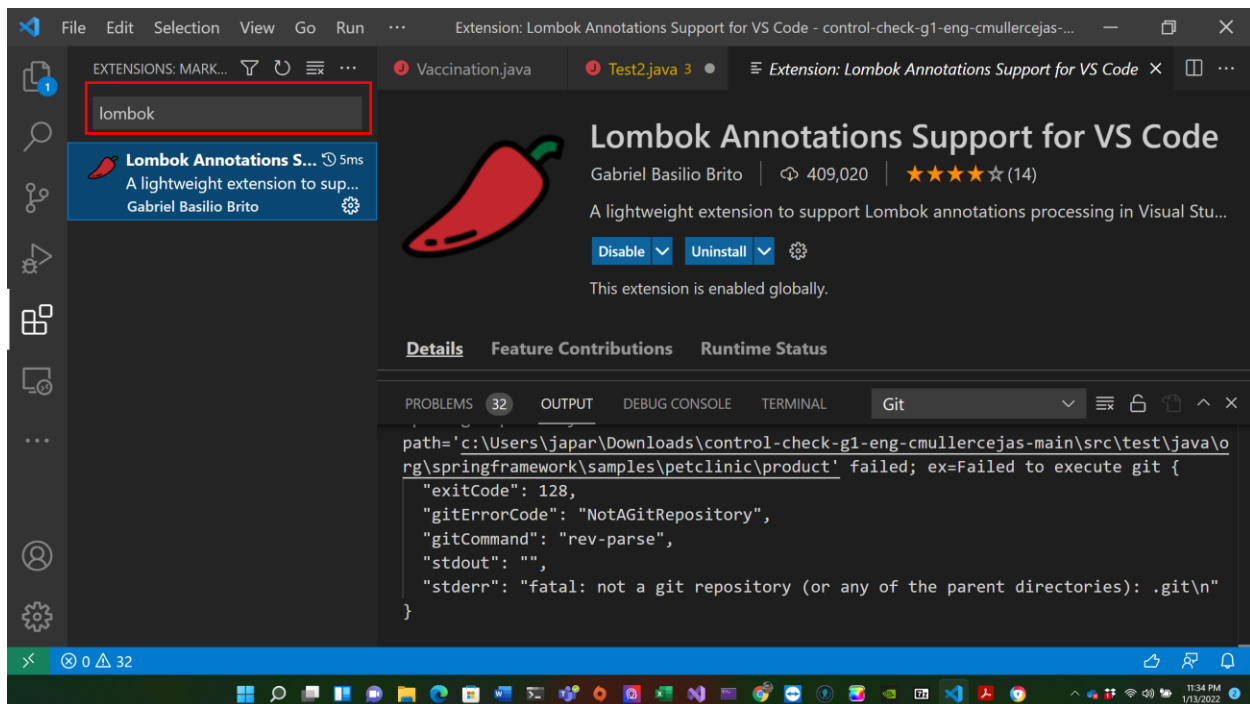 File Edit Selection View Go Run ··· Extension: Lombok Annotations Support for VS Code - control-check-g1-eng-cmullercejas-...
EXTENSIONS: MARK... ···
Vaccination.java
Test2.java 3
Extension: Lombok Annotations Support for VS Code
1
lombok
Lombok Annotations S... 5ms
A lightweight extension to sup...
Gabriel Basilio Brito
Lombok Annotations Support for VS Code
Gabriel Basilio Brito | 409,020 | ★★★★☆(14)
A lightweight extension to support Lombok annotations processing in Visual Stu...
Disable
Uninstall
This extension is enabled globally.
Details Feature Contributions Runtime Status
PROBLEMS 32 OUTPUT DEBUG CONSOLE TERMINAL Git
path='c:\Users\japar\Downloads\control-check-g1-eng-cmullercejas-main\src\test\java\o
rg\springframework\samples\petclinic\product' failed; ex=Failed to execute git {
"exitCode": 128,
"gitErrorCode": "NotAGitRepository",
"gitCommand": "rev-parse",
"stdout": "",
"stderr": "fatal: not a git repository (or any of the parent directories): .git\n"
}
0 32
11:34 PM
1/13/2022
2